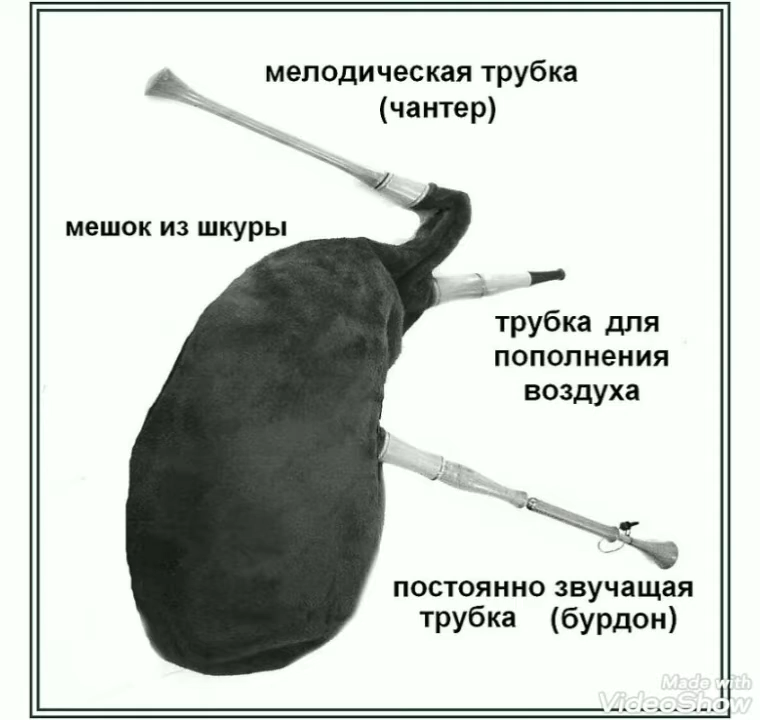 мелодическая трубка
(чантер)
мешок из шкуры
трубка для
пополнения
воздуха
постоянно звучащая
трубка (бурдон)
Made with
VideoShow